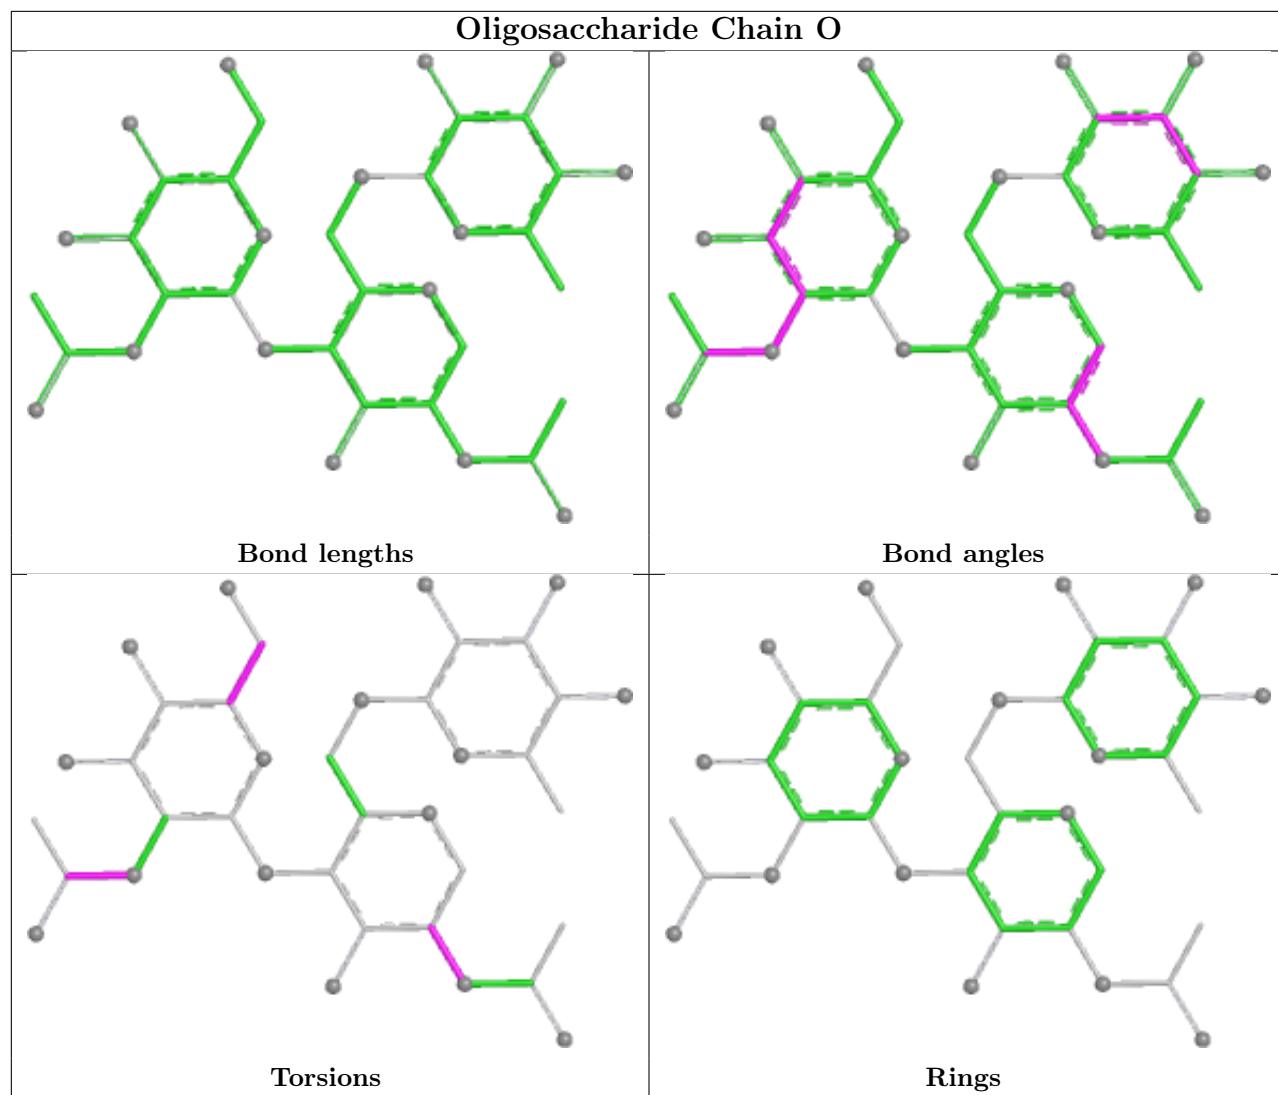 Oligosaccharide Chain O
Bond lengths
Bond angles
Torsions
Rings